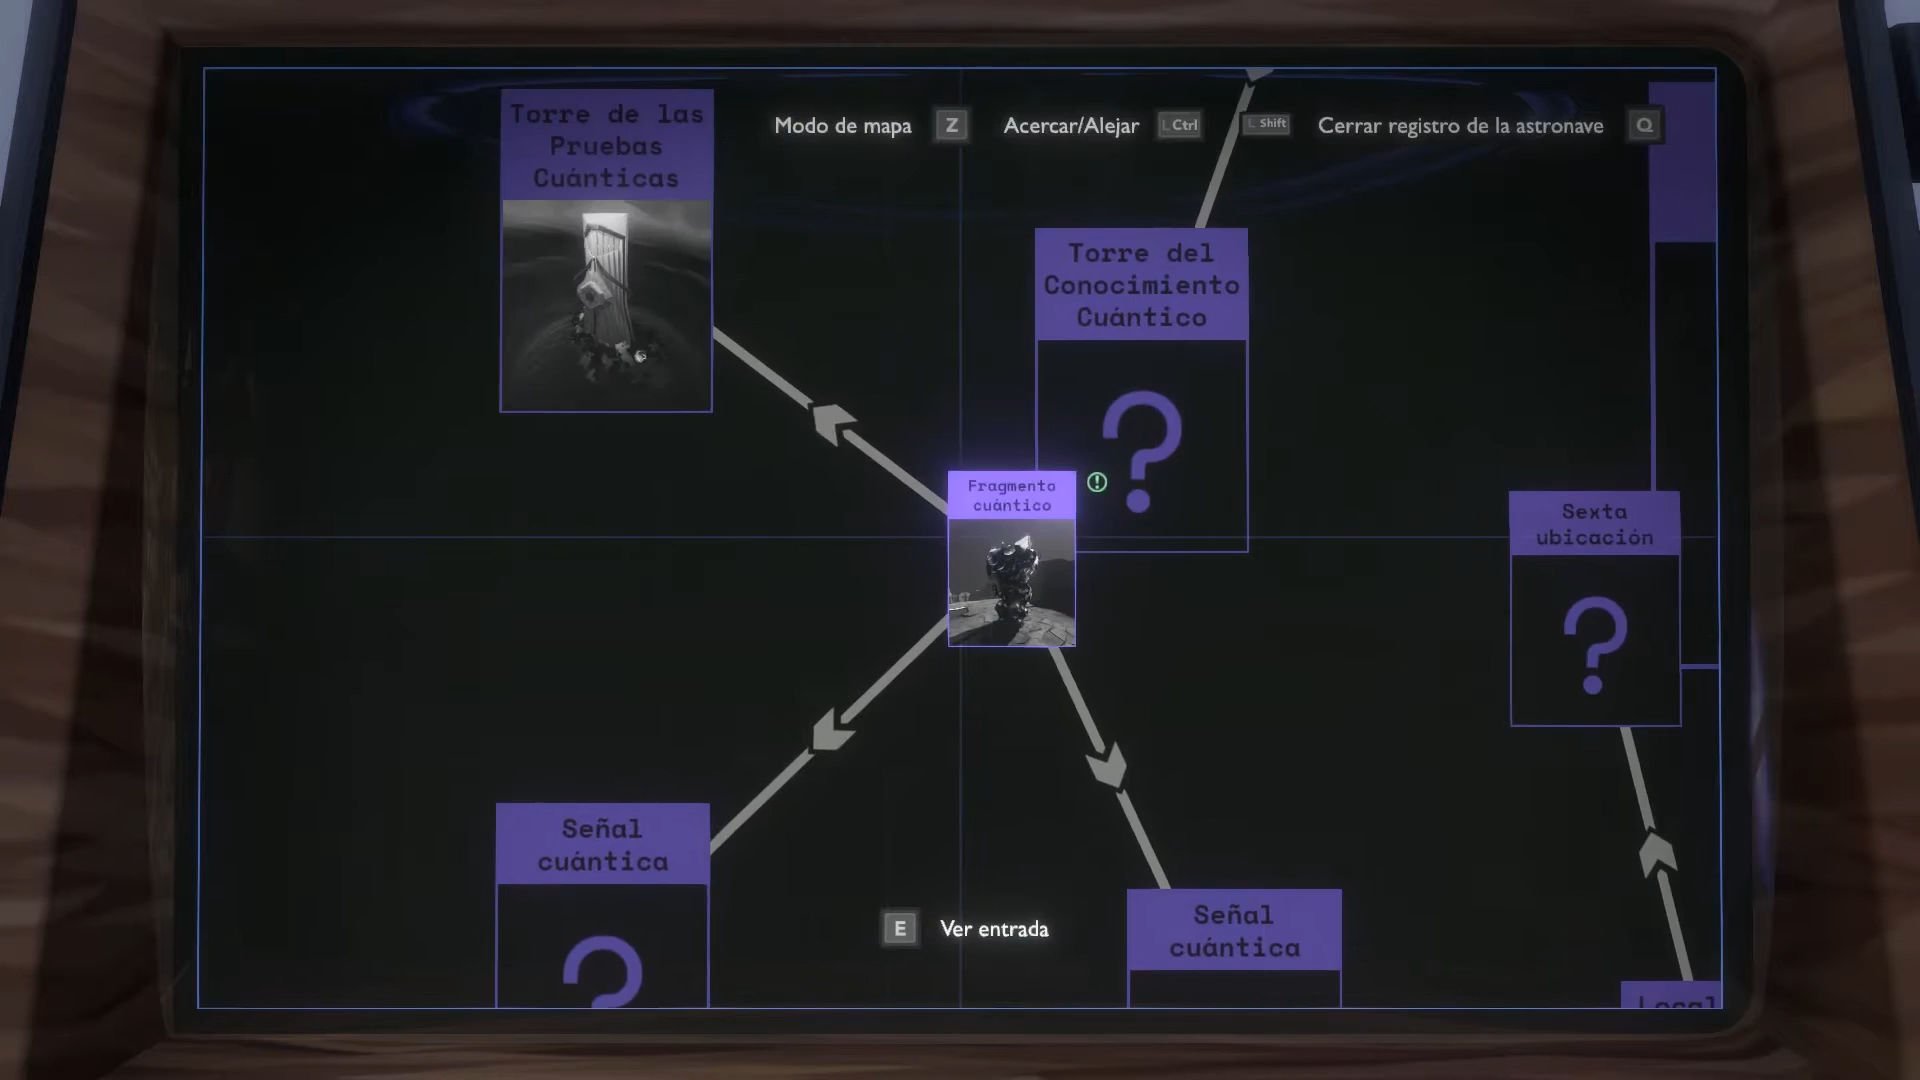 Torre de las
Pruebas
Cuánticas
Modo de mapa Z
Acercar/Alejar L Ctrl L Shift
Cerrar registro de la astronave Q
Torre del
Conocimiento
Cuántico
?
Fragmento
cuántico
!
Sexta
ubicación
?
Señal
cuántica
?
E Ver entrada
Señal
cuántica